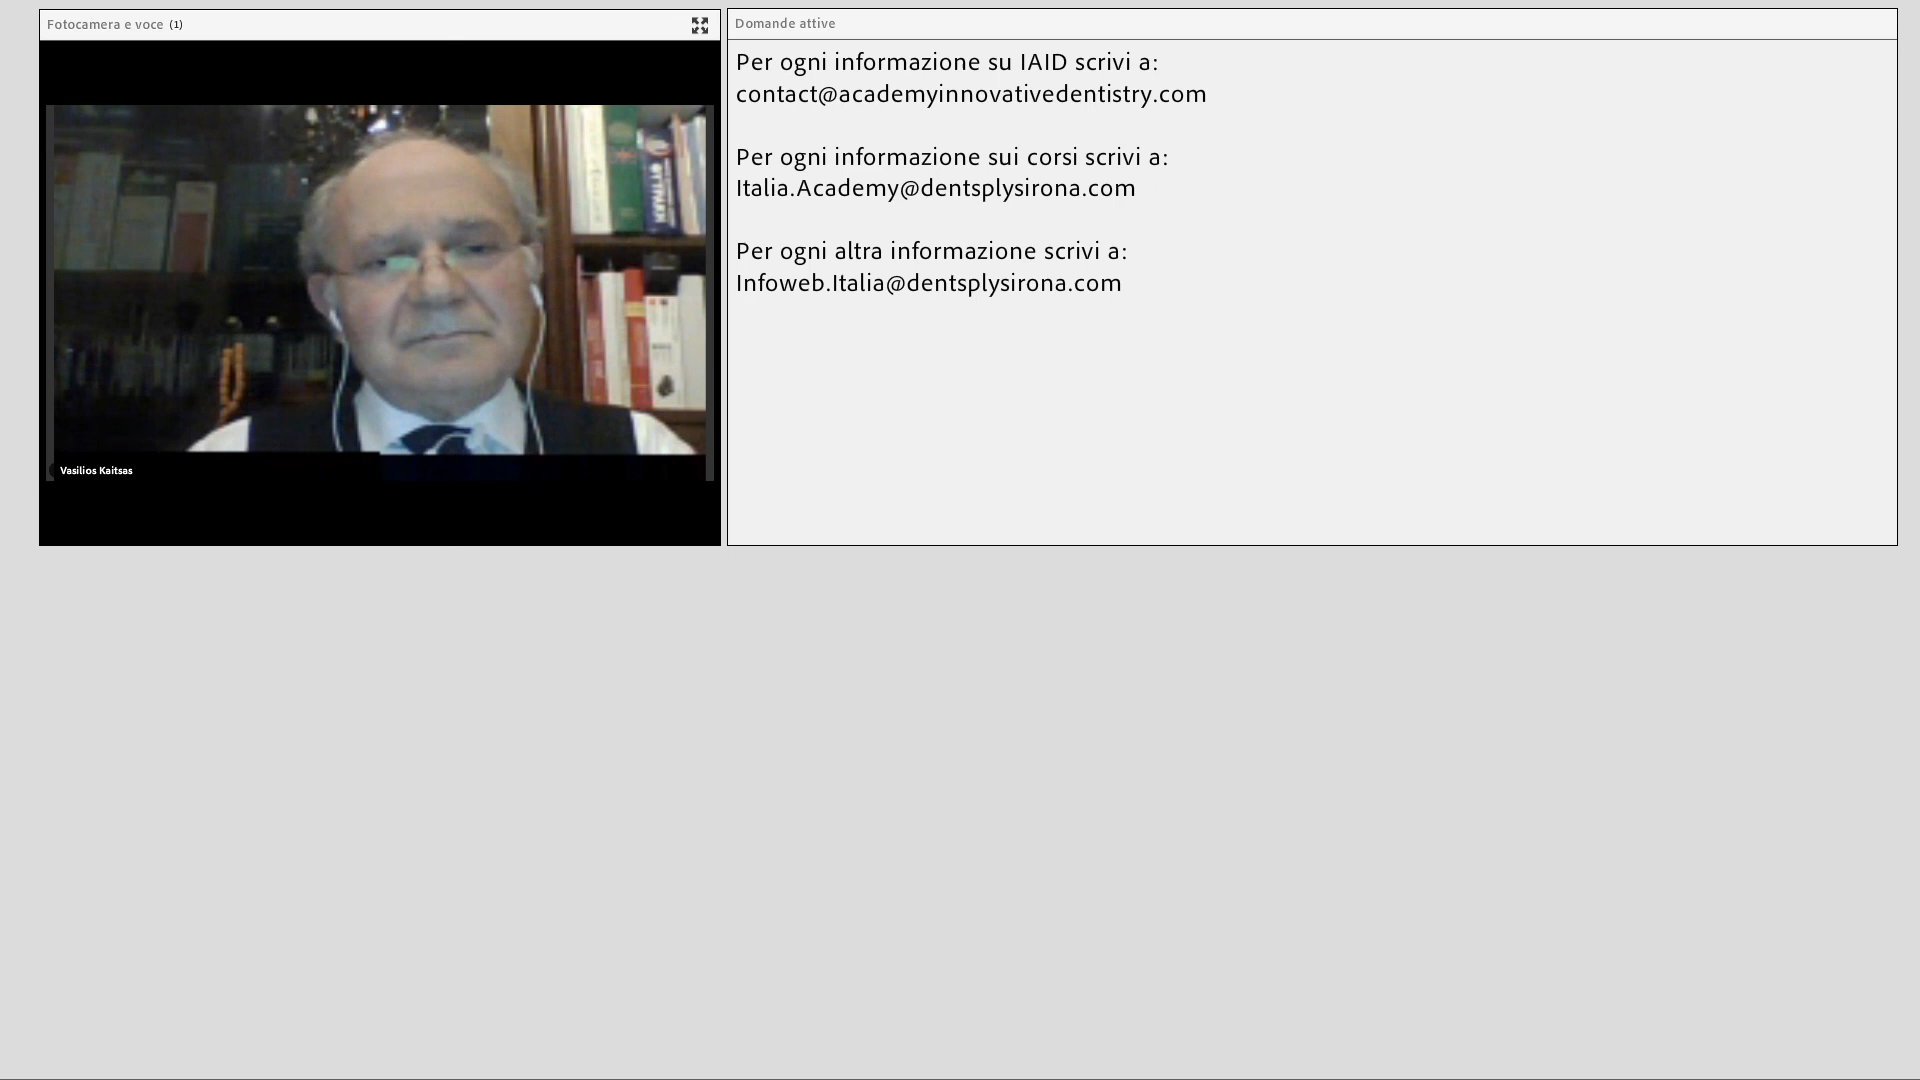 Fotocamera e voce (1)
Vasilios Kaitsas
Domande attive
Per ogni informazione su IAID scrivi a:
contact@academyinnovativedentistry.com
Per ogni informazione sui corsi scrivi a:
Italia.Academy@dentsplysirona.com
Per ogni altra informazione scrivi a:
Infoweb.Italia@dentsplysirona.com